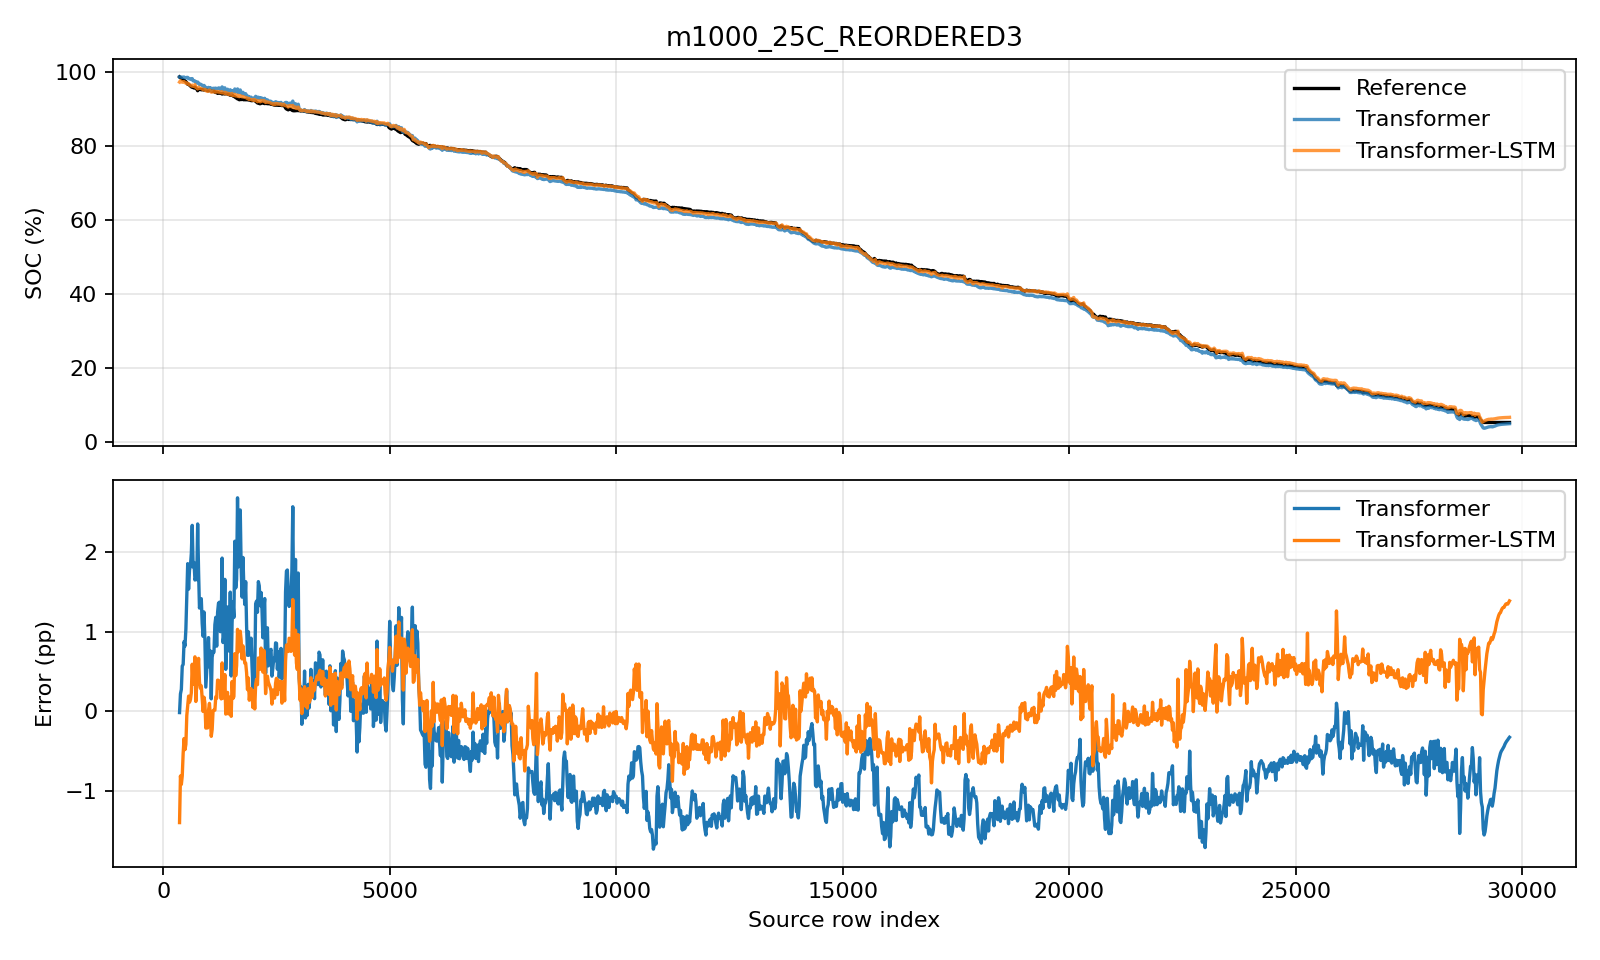 m1000_25C_REORDERED3
100
80
60
40
20
0
SOC (%)
Reference
Transformer
Transformer-LSTM
2
1
0
−1
Error (pp)
Transformer
Transformer-LSTM
0
5000
10000
15000
20000
25000
30000
Source row index